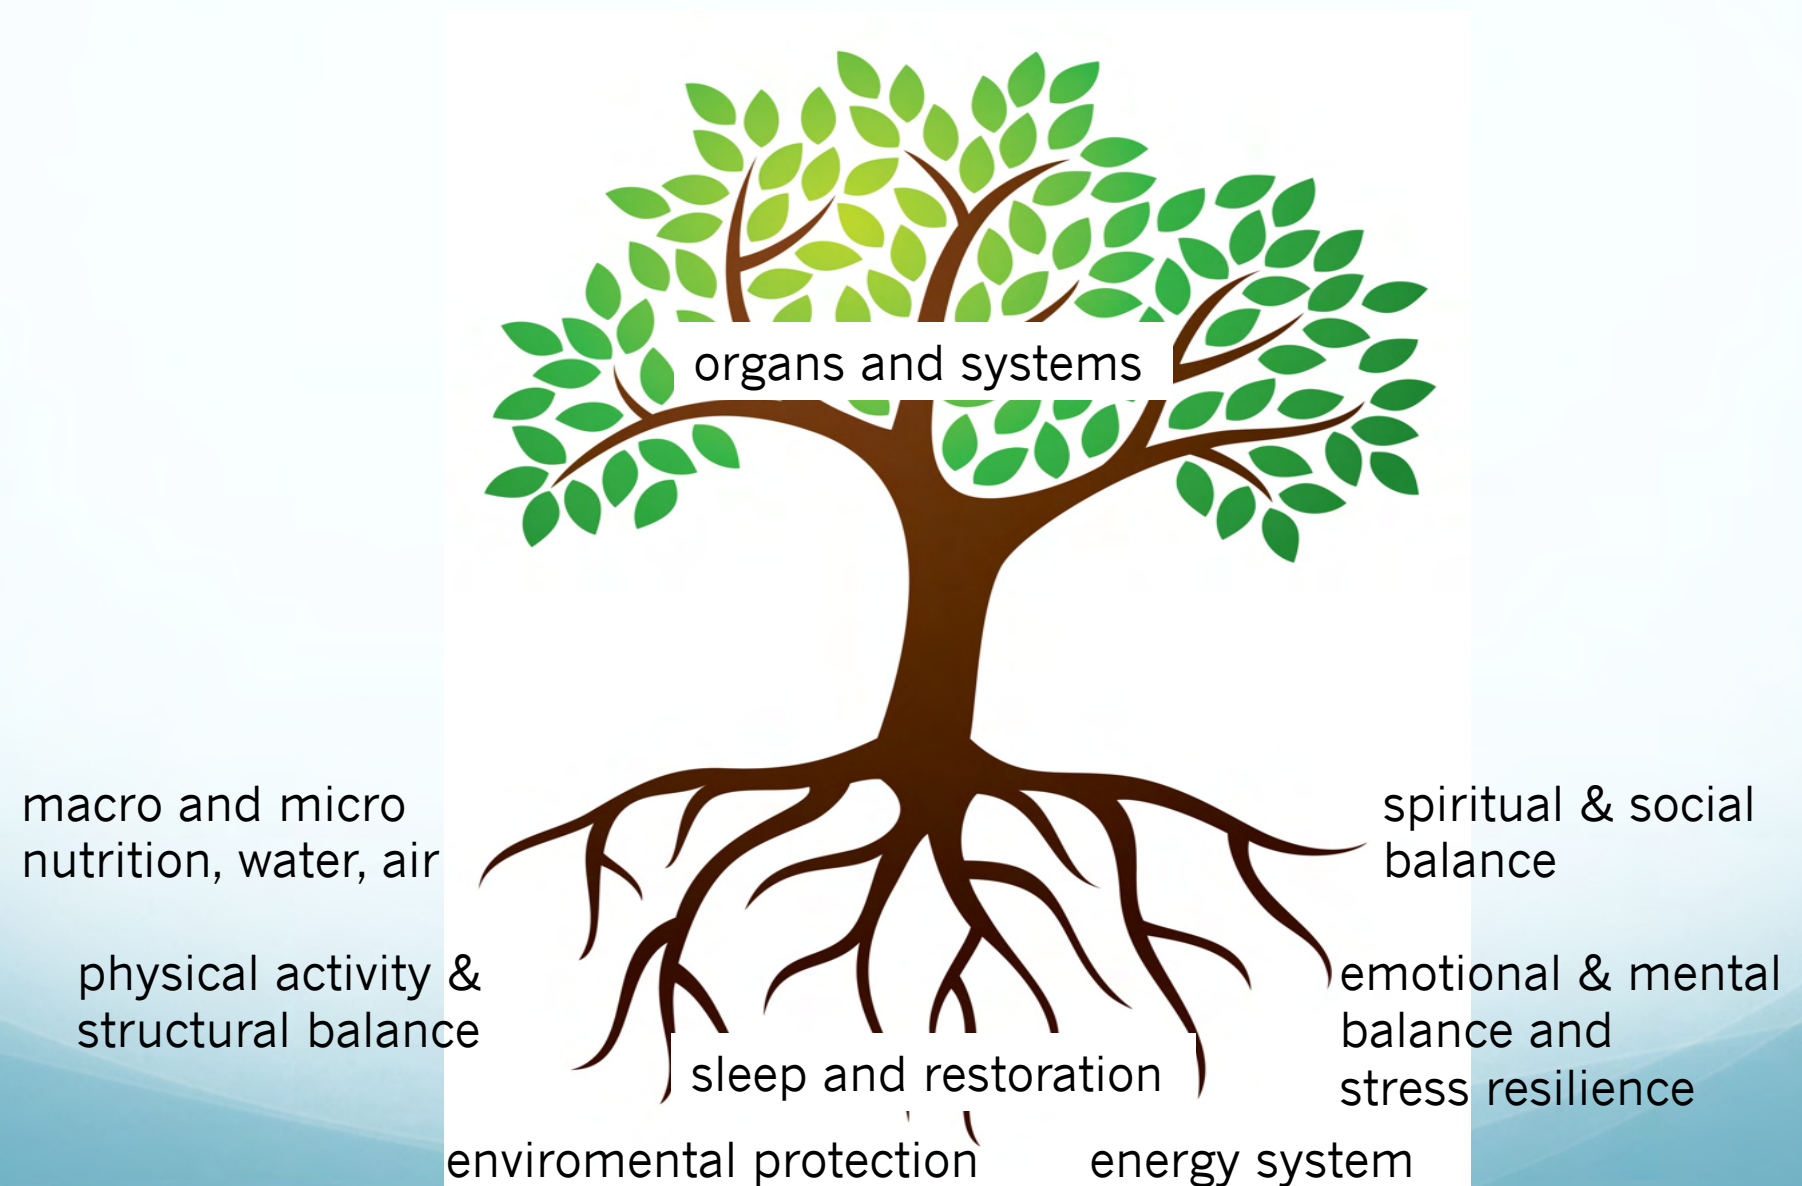 organs and systems
macro and micro
nutrition, water, air
physical activity &
structural balance
spiritual & social
balance
emotional & mental
balance and
stress resilience
sleep and restoration
enviromental protection
energy system